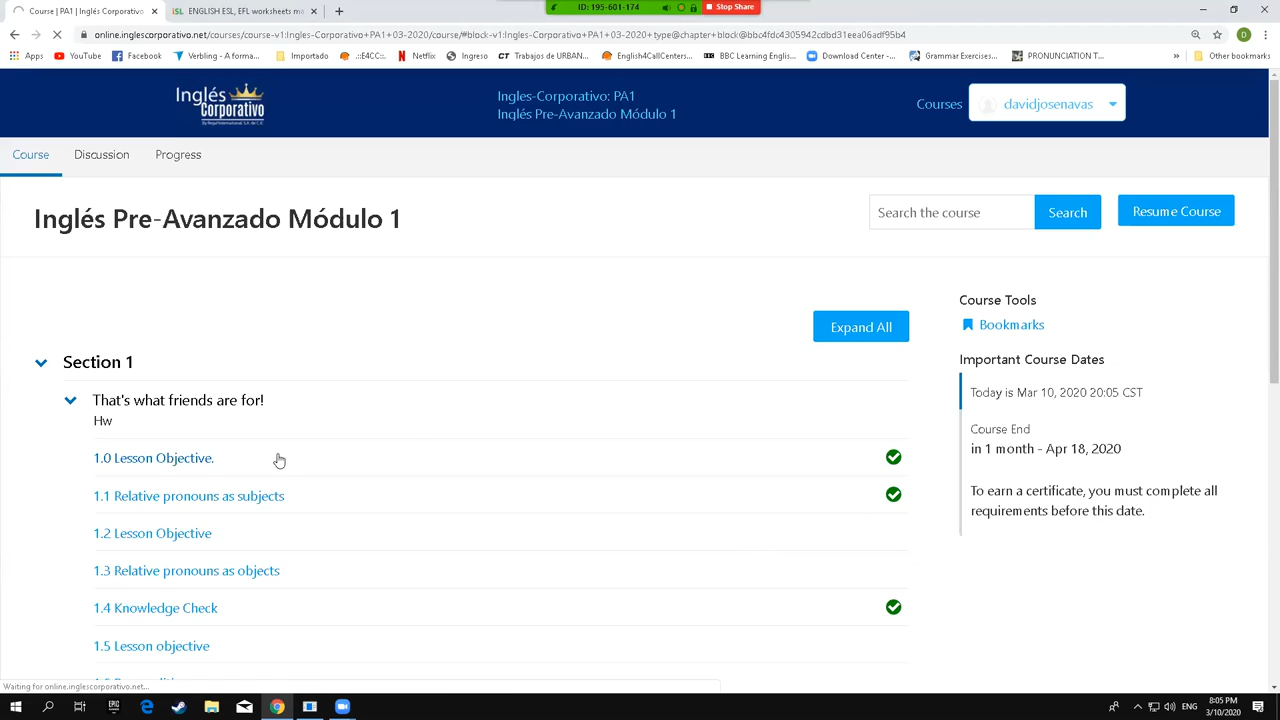 ID: 195-601-174
Stop Share
Course | PA1 | Inglés Corporativo
ENGLISH ESL, EFL worksheets ma
online.inglescorporativo.net/courses/course-v1:Ingles-Corporativo+PA1+03-2020/course/#block-v1:Ingles-Corporativo+PA1+03-2020+type@chapter+block@bbc4fdc4305942cdbd31eea06adf95b4
Apps YouTube Facebook Verbling - A forma... Importado .::E4CC::. Netflix Ingreso Trabajos de URBAN... English4CallCenters... BBC Learning Englis... Download Center -... Grammar Exercises... PRONUNCIATION T... » Other bookmarks
Inglés
Corporativo
Ingles-Corporativo: PA1
Inglés Pre-Avanzado Módulo 1
Courses davidjosenavas
Course Discussion Progress
Inglés Pre-Avanzado Módulo 1
Search the course Search Resume Course
Expand All
Section 1
That's what friends are for!
Hw
1.0 Lesson Objective.
1.1 Relative pronouns as subjects
1.2 Lesson Objective
1.3 Relative pronouns as objects
1.4 Knowledge Check
1.5 Lesson objective
Course Tools
Bookmarks
Important Course Dates
Today is Mar 10, 2020 20:05 CST
Course End
in 1 month - Apr 18, 2020
To earn a certificate, you must complete all
requirements before this date.
Waiting for online.inglescorporativo.net...
ENG
8:05 PM
3/10/2020